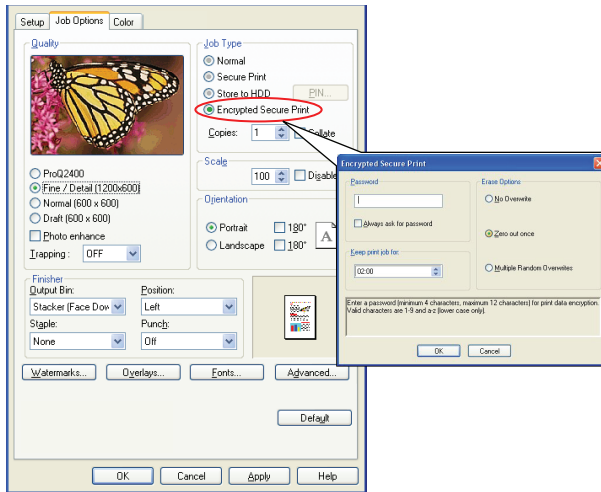 Setup
Job Options
Color
Quality
ProQ2400
Fine / Detail (1200x600)
Normal (600 x 600)
Draft (600 x 600)
Photo enhance
Trapping :
OFF
Job Type
Normal
Secure Print
Store to HDD
PIN...
Encrypted Secure Print
Copies:
1
Collate
Scale
100
Disable
Orientation
Portrait
180°
Landscape
180°
A
Finisher
Output Bin:
Position:
Stacker (Face Dow
Left
Staple:
Punch:
None
Off
Watermarks...
Overlays...
Fonts...
Advanced...
Default
OK
Cancel
Apply
Help
Encrypted Secure Print
Password
Always ask for password
Keep print job for:
02:00
Erase Options
No Overwrite
Zero out once
Multiple Random Overwrites
Enter a password (minimum 4 characters, maximum 12 characters) for print data encryption.
Valid characters are 1-9 and a-z (lower case only).
OK
Cancel